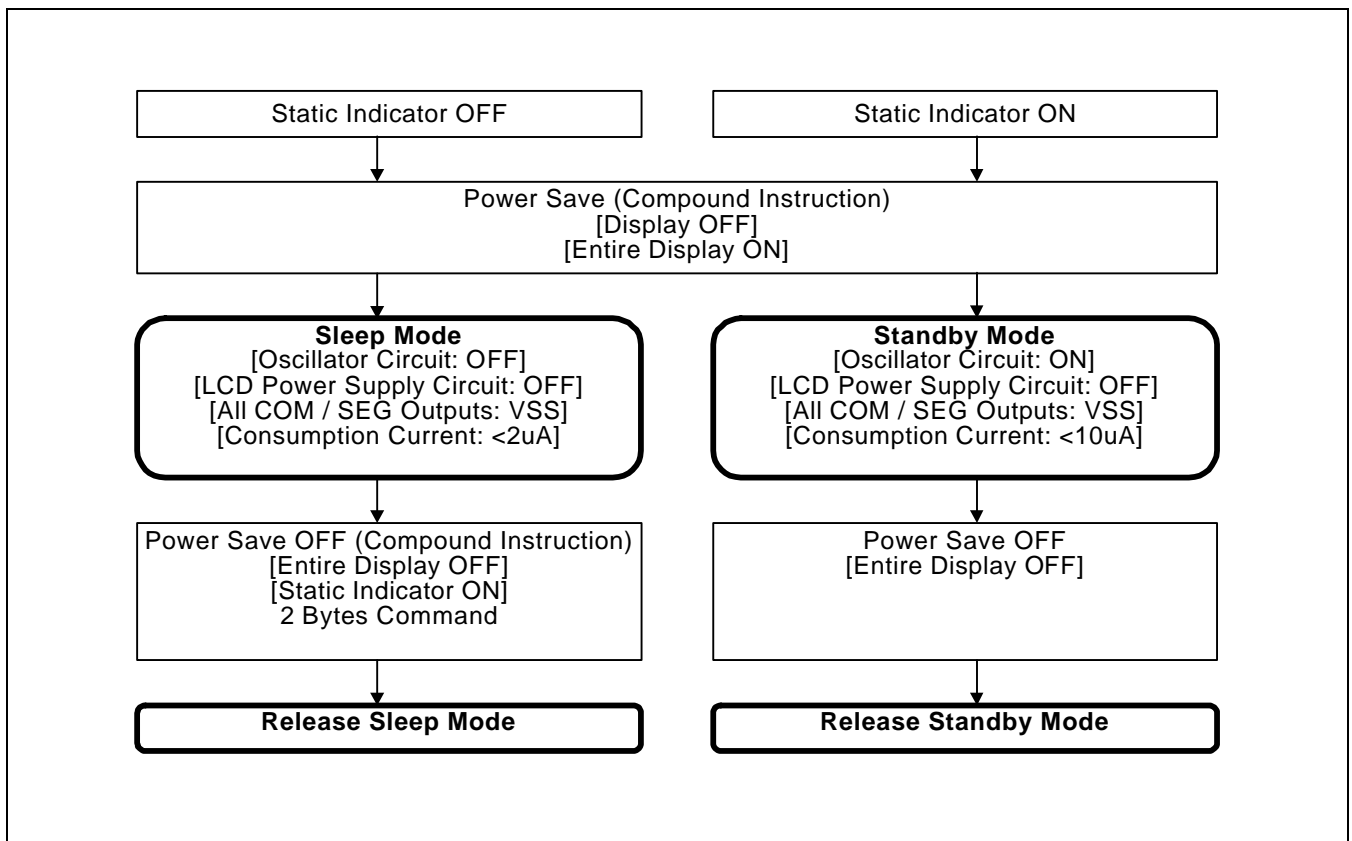 Static Indicator OFF
Static Indicator ON
Power Save (Compound Instruction)
[Display OFF]
[Entire Display ON]
Sleep Mode
[Oscillator Circuit: OFF]
[LCD Power Supply Circuit: OFF]
[All COM / SEG Outputs: VSS]
[Consumption Current: <2uA]
Standby Mode
[Oscillator Circuit: ON]
[LCD Power Supply Circuit: OFF]
[All COM / SEG Outputs: VSS]
[Consumption Current: <10uA]
Power Save OFF (Compound Instruction)
[Entire Display OFF]
[Static Indicator ON]
2 Bytes Command
Power Save OFF
[Entire Display OFF]
Release Sleep Mode
Release Standby Mode